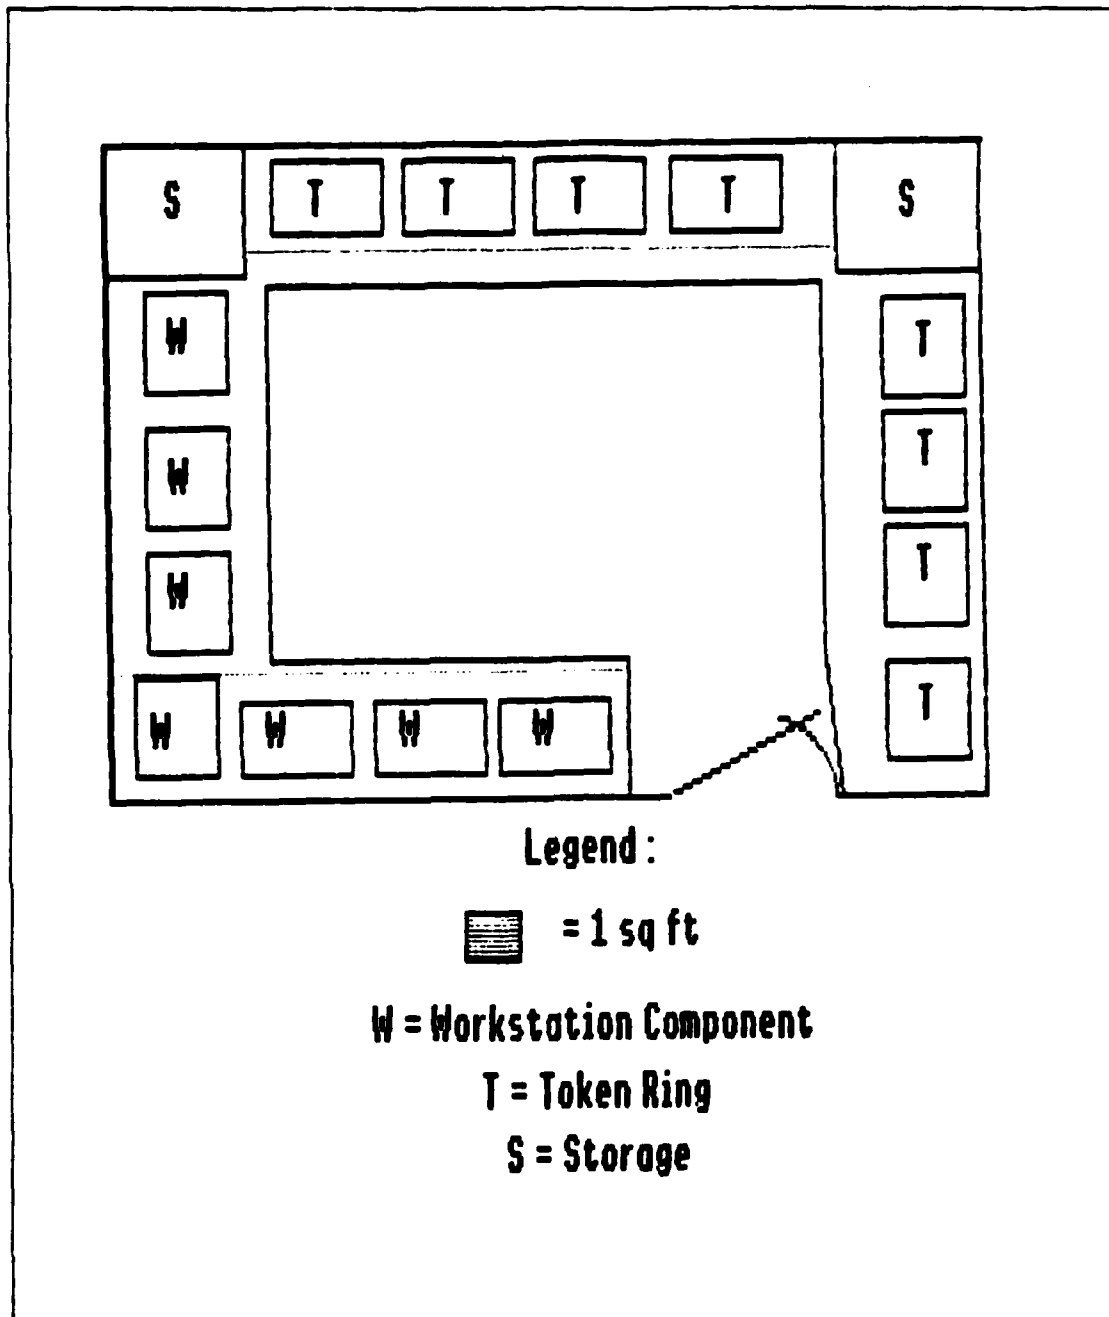 S T T T T S
W T
W T
W T
W W W W T
Legend :
= 1 sq ft
W = Workstation Component
T = Token Ring
S = Storage